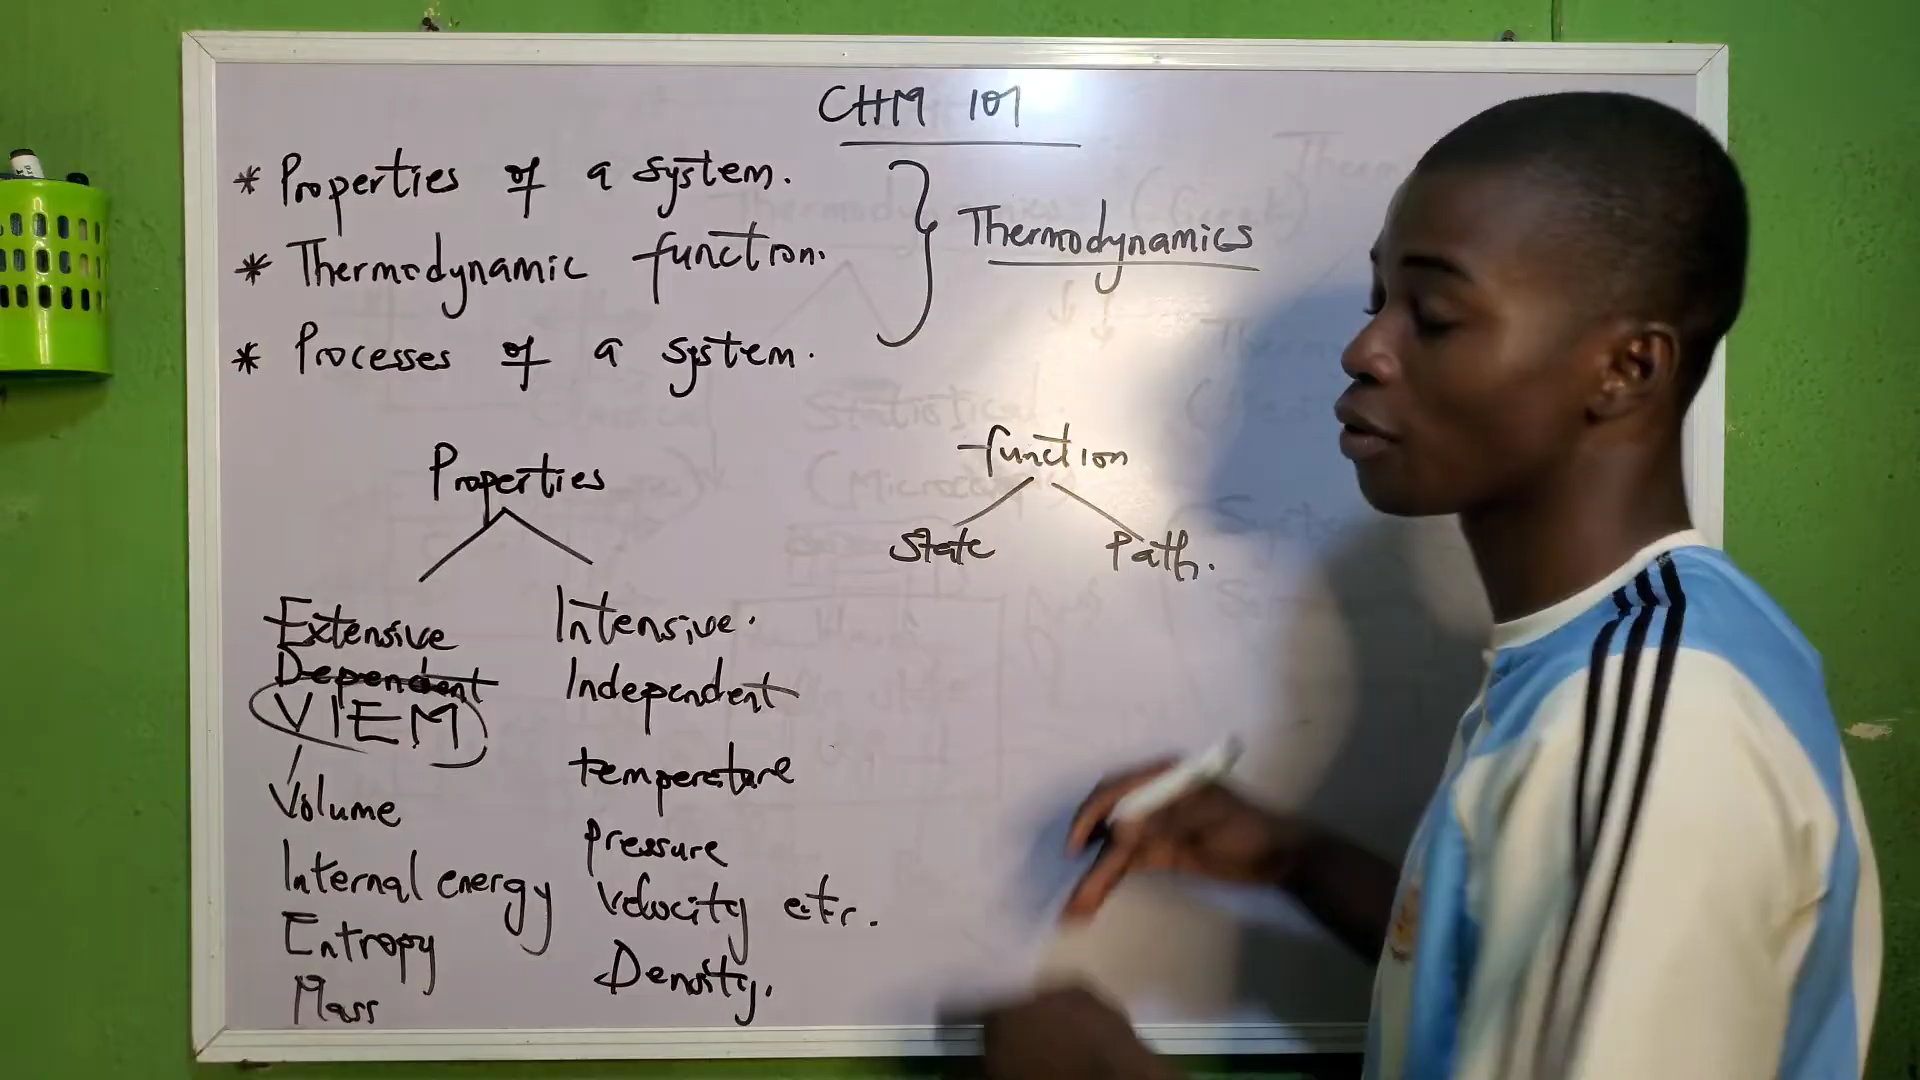 CHM 101
* Properties of a system.
* Thermodynamic function.
* Processes of a system.
Thermodynamics
Properties
Extensive
Dependent
VIEM
Volume
Internal energy
Entropy
Mass
Intensive.
Independent
temperature
pressure
Velocity etc.
Density.
function
State
Path.